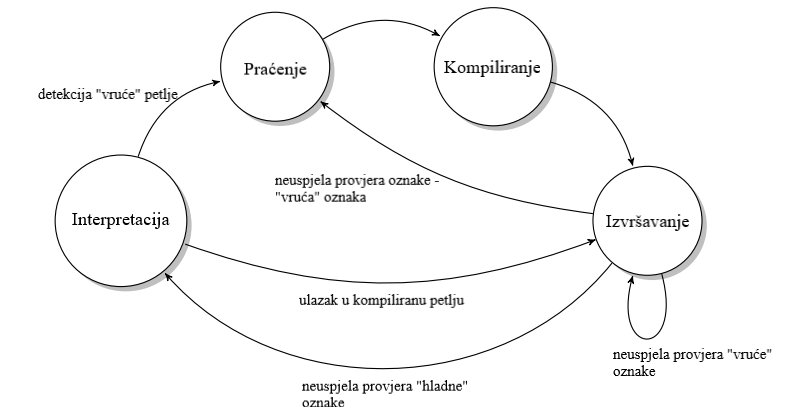 Praćenje
Kompiliranje
detekcija "vruće" petlje
neuspjela provjera oznake -
"vruća" oznaka
Interpretacija
Izvršavanje
ulazak u kompiliranu petlju
neuspjela provjera "vruće"
oznake
neuspjela provjera "hladne"
oznake